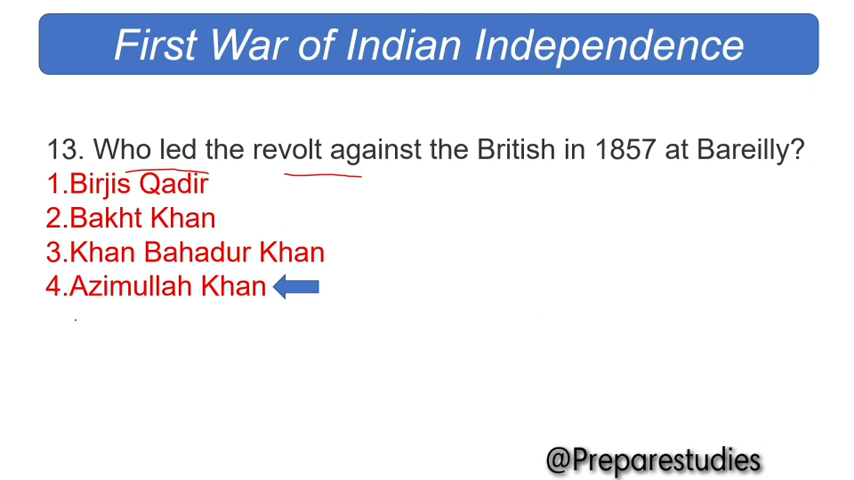 First War of Indian Independence
13. Who led the revolt against the British in 1857 at Bareilly?
1.Birjis Qadir
2.Bakht Khan
3.Khan Bahadur Khan
4.Azimullah Khan
@Preparestudies